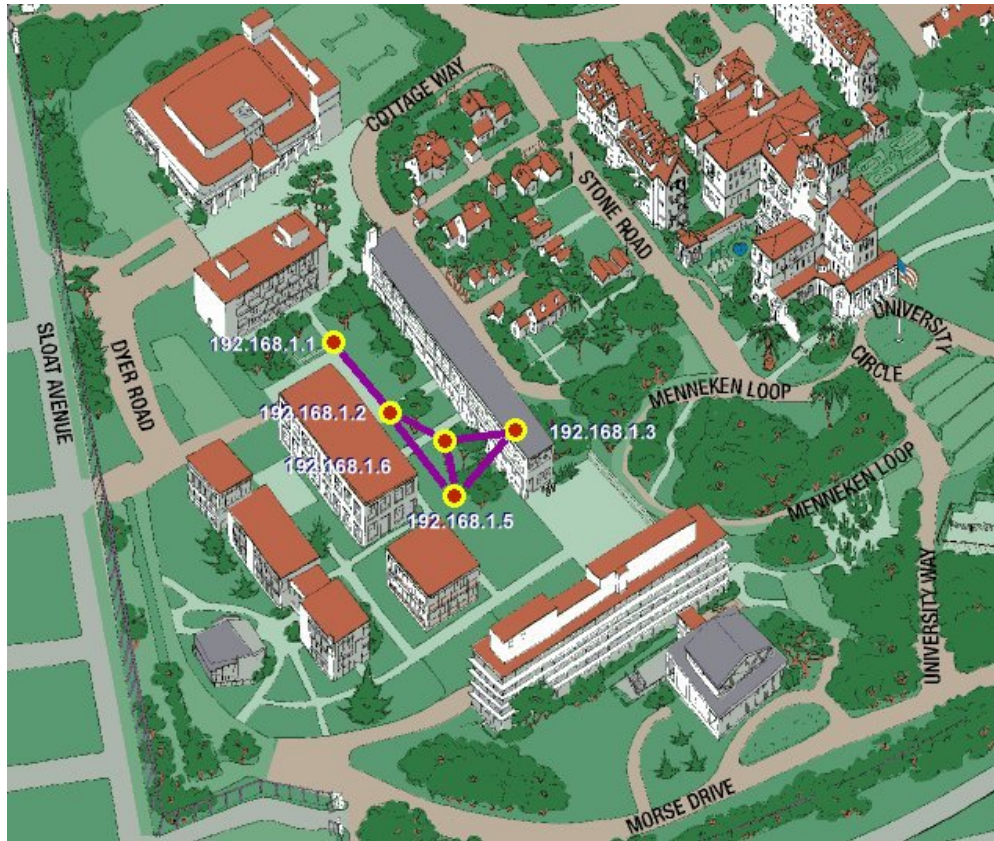 COTTAGE WAY
STONE ROAD
UNIVERSITY
CIRCLE
SLOAT AVENUE
DYER ROAD
192.168.1.1
MENNEKEN LOOP
192.168.1.2
192.168.1.3
192.168.1.6
MENNEKEN LOOP
192.168.1.5
UNIVERSITY WAY
MORSE DRIVE